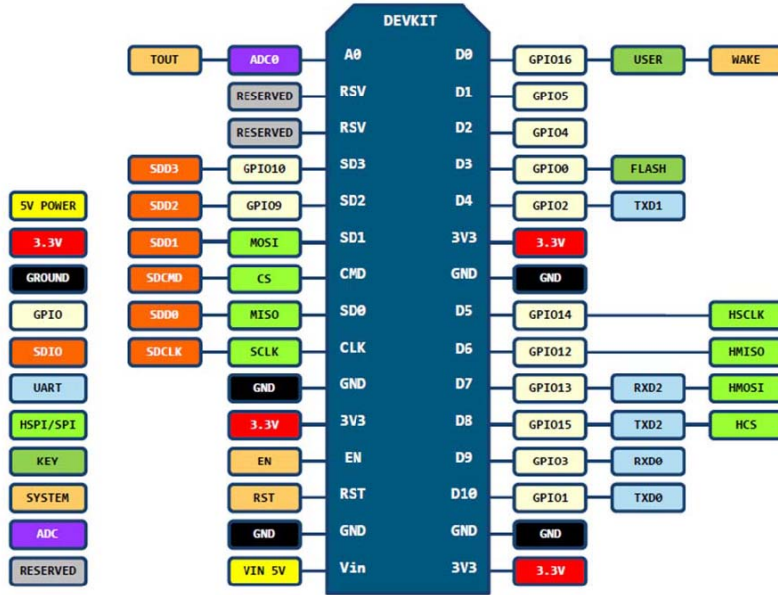 DEVKIT
TOUT ADC0 A0 D0 GPIO16 USER WAKE
RESERVED RSV D1 GPIO5
RESERVED RSV D2 GPIO4
SDD3 GPIO10 SD3 D3 GPIO0 FLASH
5V POWER SDD2 GPIO9 SD2 D4 GPIO2 TXD1
3.3V SDD1 MOSI SD1 3V3 3.3V
GROUND SDCMD CS CMD GND GND
GPIO SDD0 MISO SD0 D5 GPIO14 HSCLK
SDIO SDCLK SCLK CLK D6 GPIO12 HMISO
UART GND GND D7 GPIO13 RXD2 HMOSI
HSPI/SPI 3.3V 3V3 D8 GPIO15 TXD2 HCS
KEY EN EN D9 GPIO3 RXD0
SYSTEM RST RST D10 GPIO1 TXD0
ADC GND GND GND GND
RESERVED VIN 5V Vin 3V3 3.3V